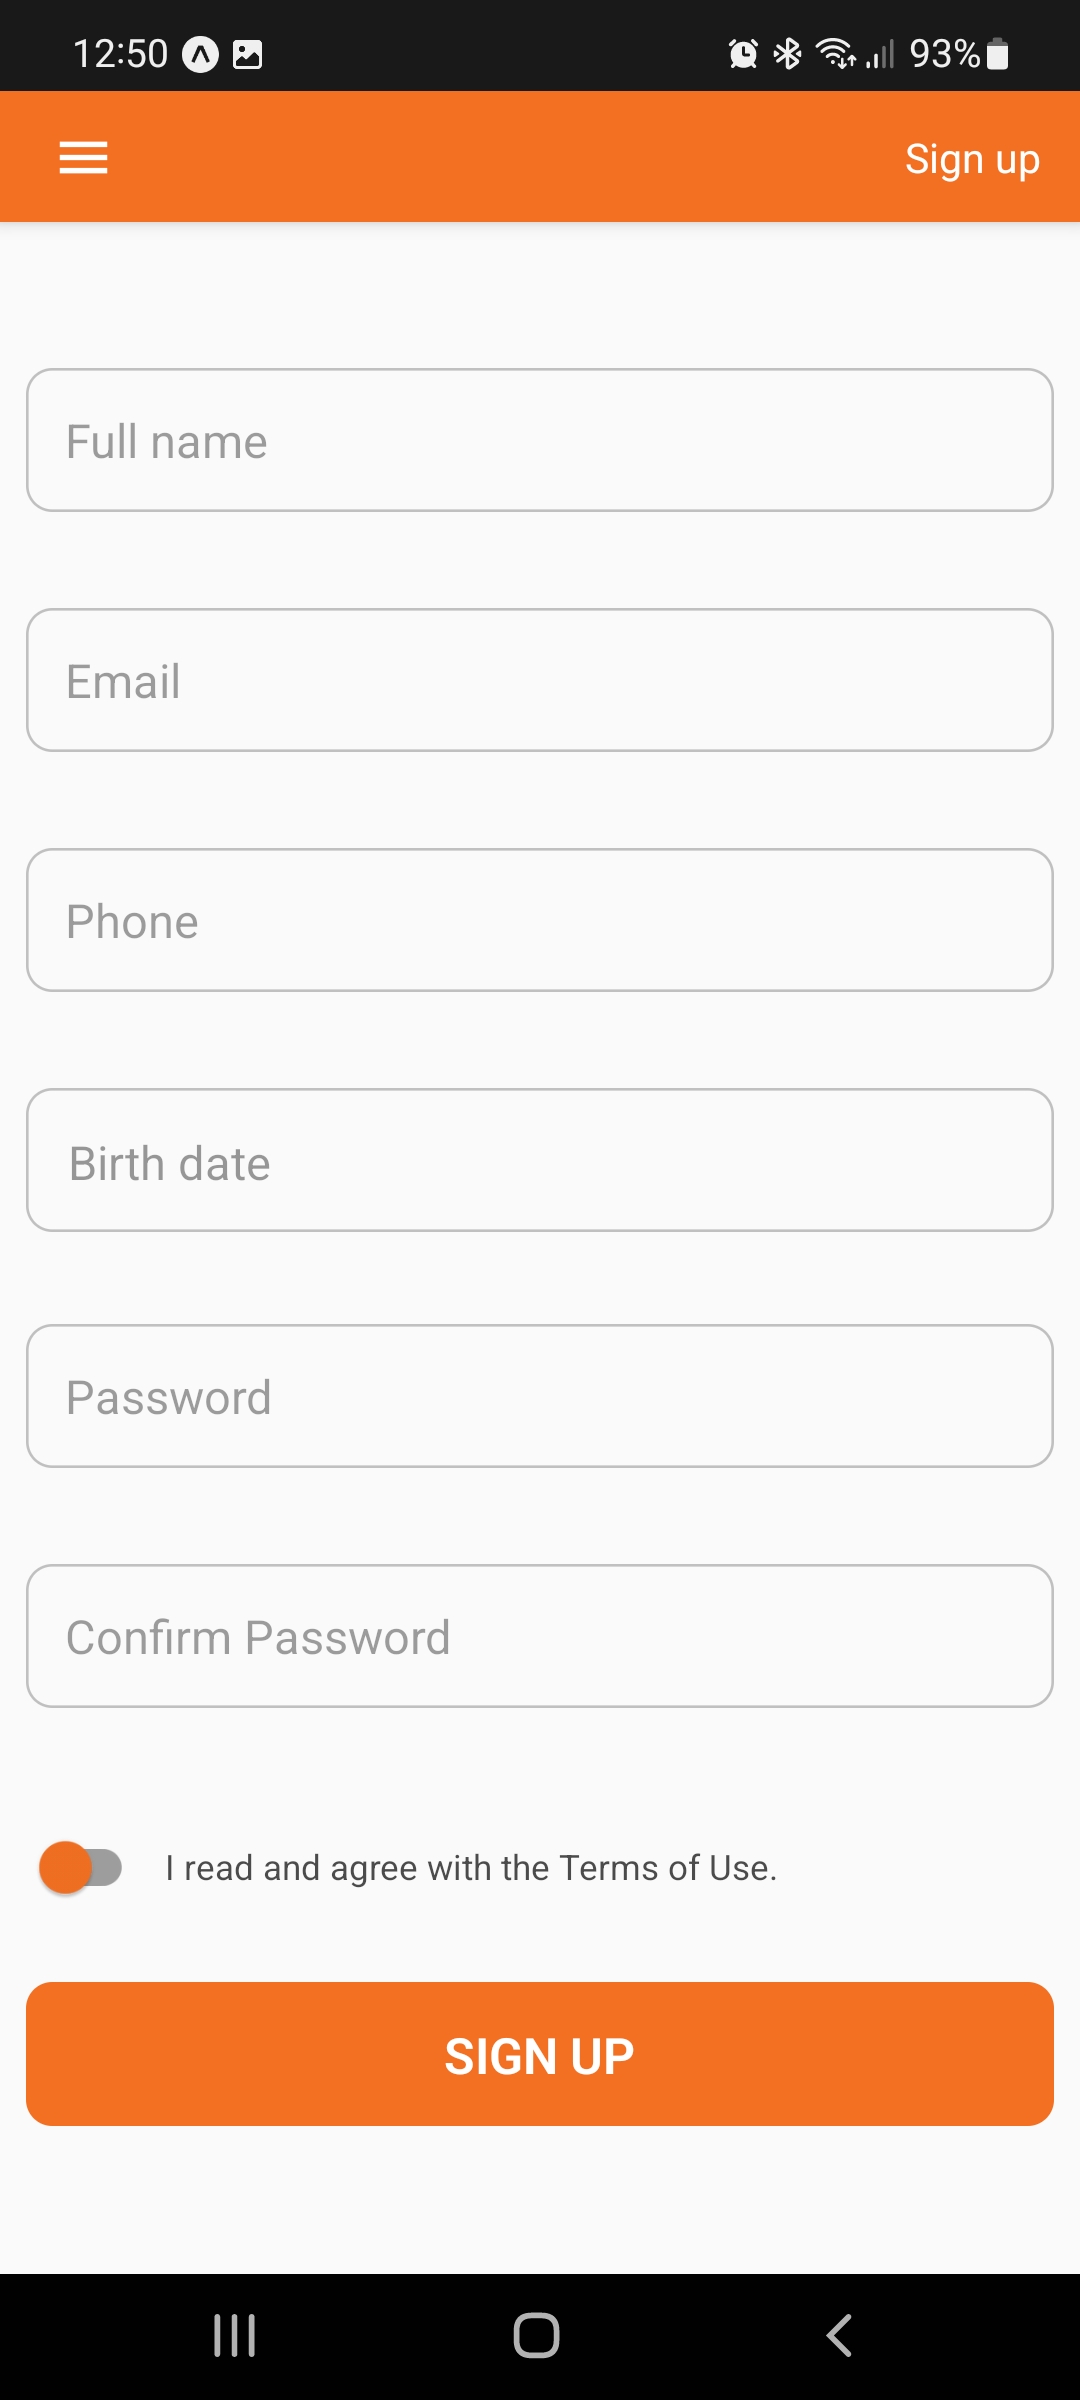 12:50 93%
Sign up
Full name
Email
Phone
Birth date
Password
Confirm Password
I read and agree with the Terms of Use.
SIGN UP